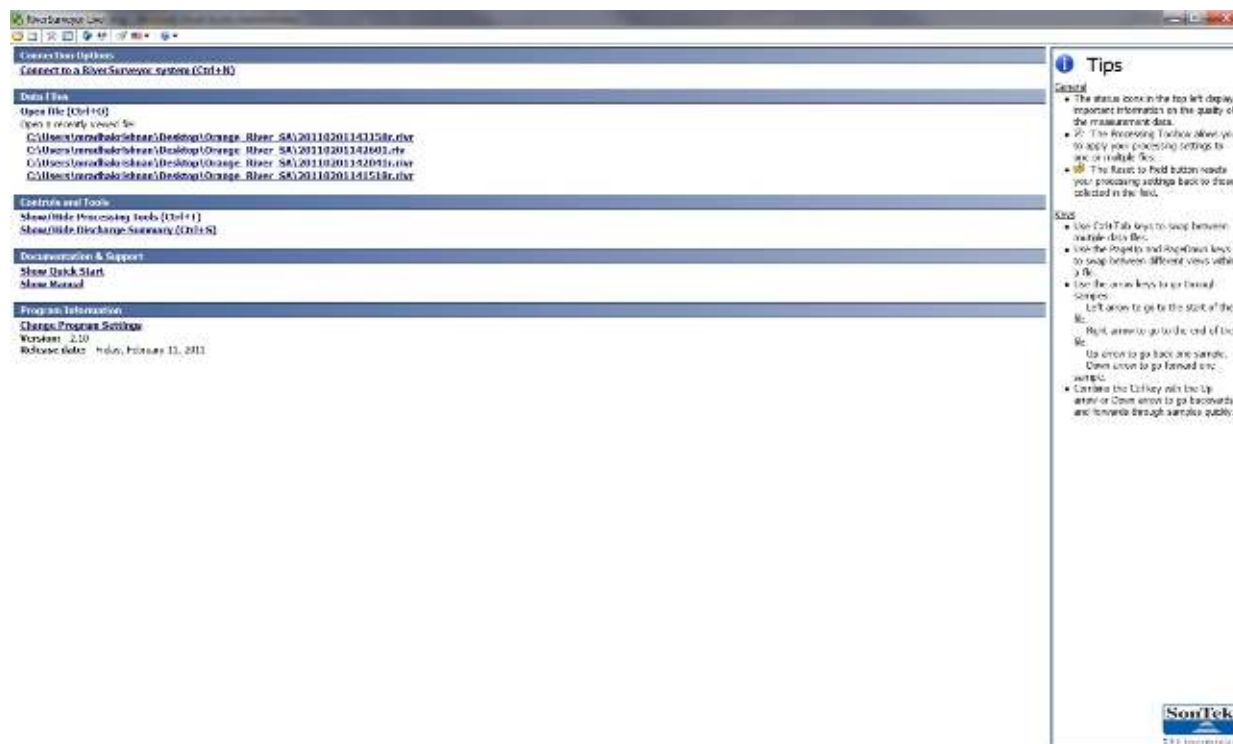 RiverSurveyor Live
Connection Options
Connect to a RiverSurveyor system (Ctrl+N)
Data Files
Open File (Ctrl+O)
Open a recently viewed file
C:\Users\mradhakrishnan\Desktop\Orange_River_SA\20110201143158r.rivr
C:\Users\mradhakrishnan\Desktop\Orange_River_SA\20110201142601.riv
C:\Users\mradhakrishnan\Desktop\Orange_River_SA\20110201142041r.rivr
C:\Users\mradhakrishnan\Desktop\Orange_River_SA\20110201141518r.rivr
Controls and Tools
Show/Hide Processing Tools (Ctrl+T)
Show/Hide Discharge Summary (Ctrl+S)
Documentation & Support
Show Quick Start
Show Manual
Program Information
Change Program Settings
Version: 2.10
Release date: Friday, February 11, 2011
Tips
General
The status icons in the top left display
important information on the quality of
the measurement data.
The Processing Toolbox allows you
to apply your processing settings to
one or multiple files.
The Reset to Field button resets
your processing settings back to those
collected in the field.
Keys
Use Ctrl+Tab keys to swap between
multiple data files.
Use the PageUp and PageDown keys
to swap between different views within
a file.
Use the arrow keys to go through
samples
Left arrow to go to the start of the
file.
Right arrow to go to the end of the
file.
Up arrow to go back one sample.
Down arrow to go forward one
sample.
Combine the Ctrl key with the Up
arrow or Down arrow to go backwards
and forwards through samples quickly.
SonTek